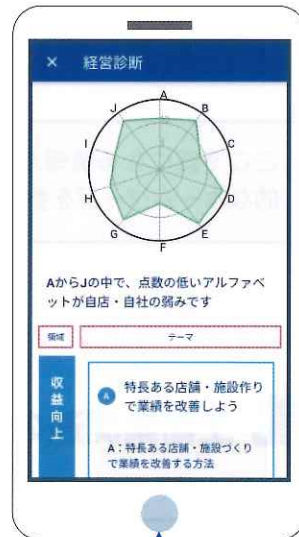 × 経営診断
A
B
C
D
E
F
G
H
I
J
AからJの中で、点数の低いアルファベ
ットが自店・自社の弱みです
領域 テーマ
収益向上
A 特長ある店舗・施設作り
で業績を改善しよう
A：特長ある店舗・施設づくり
で業績を改善する方法